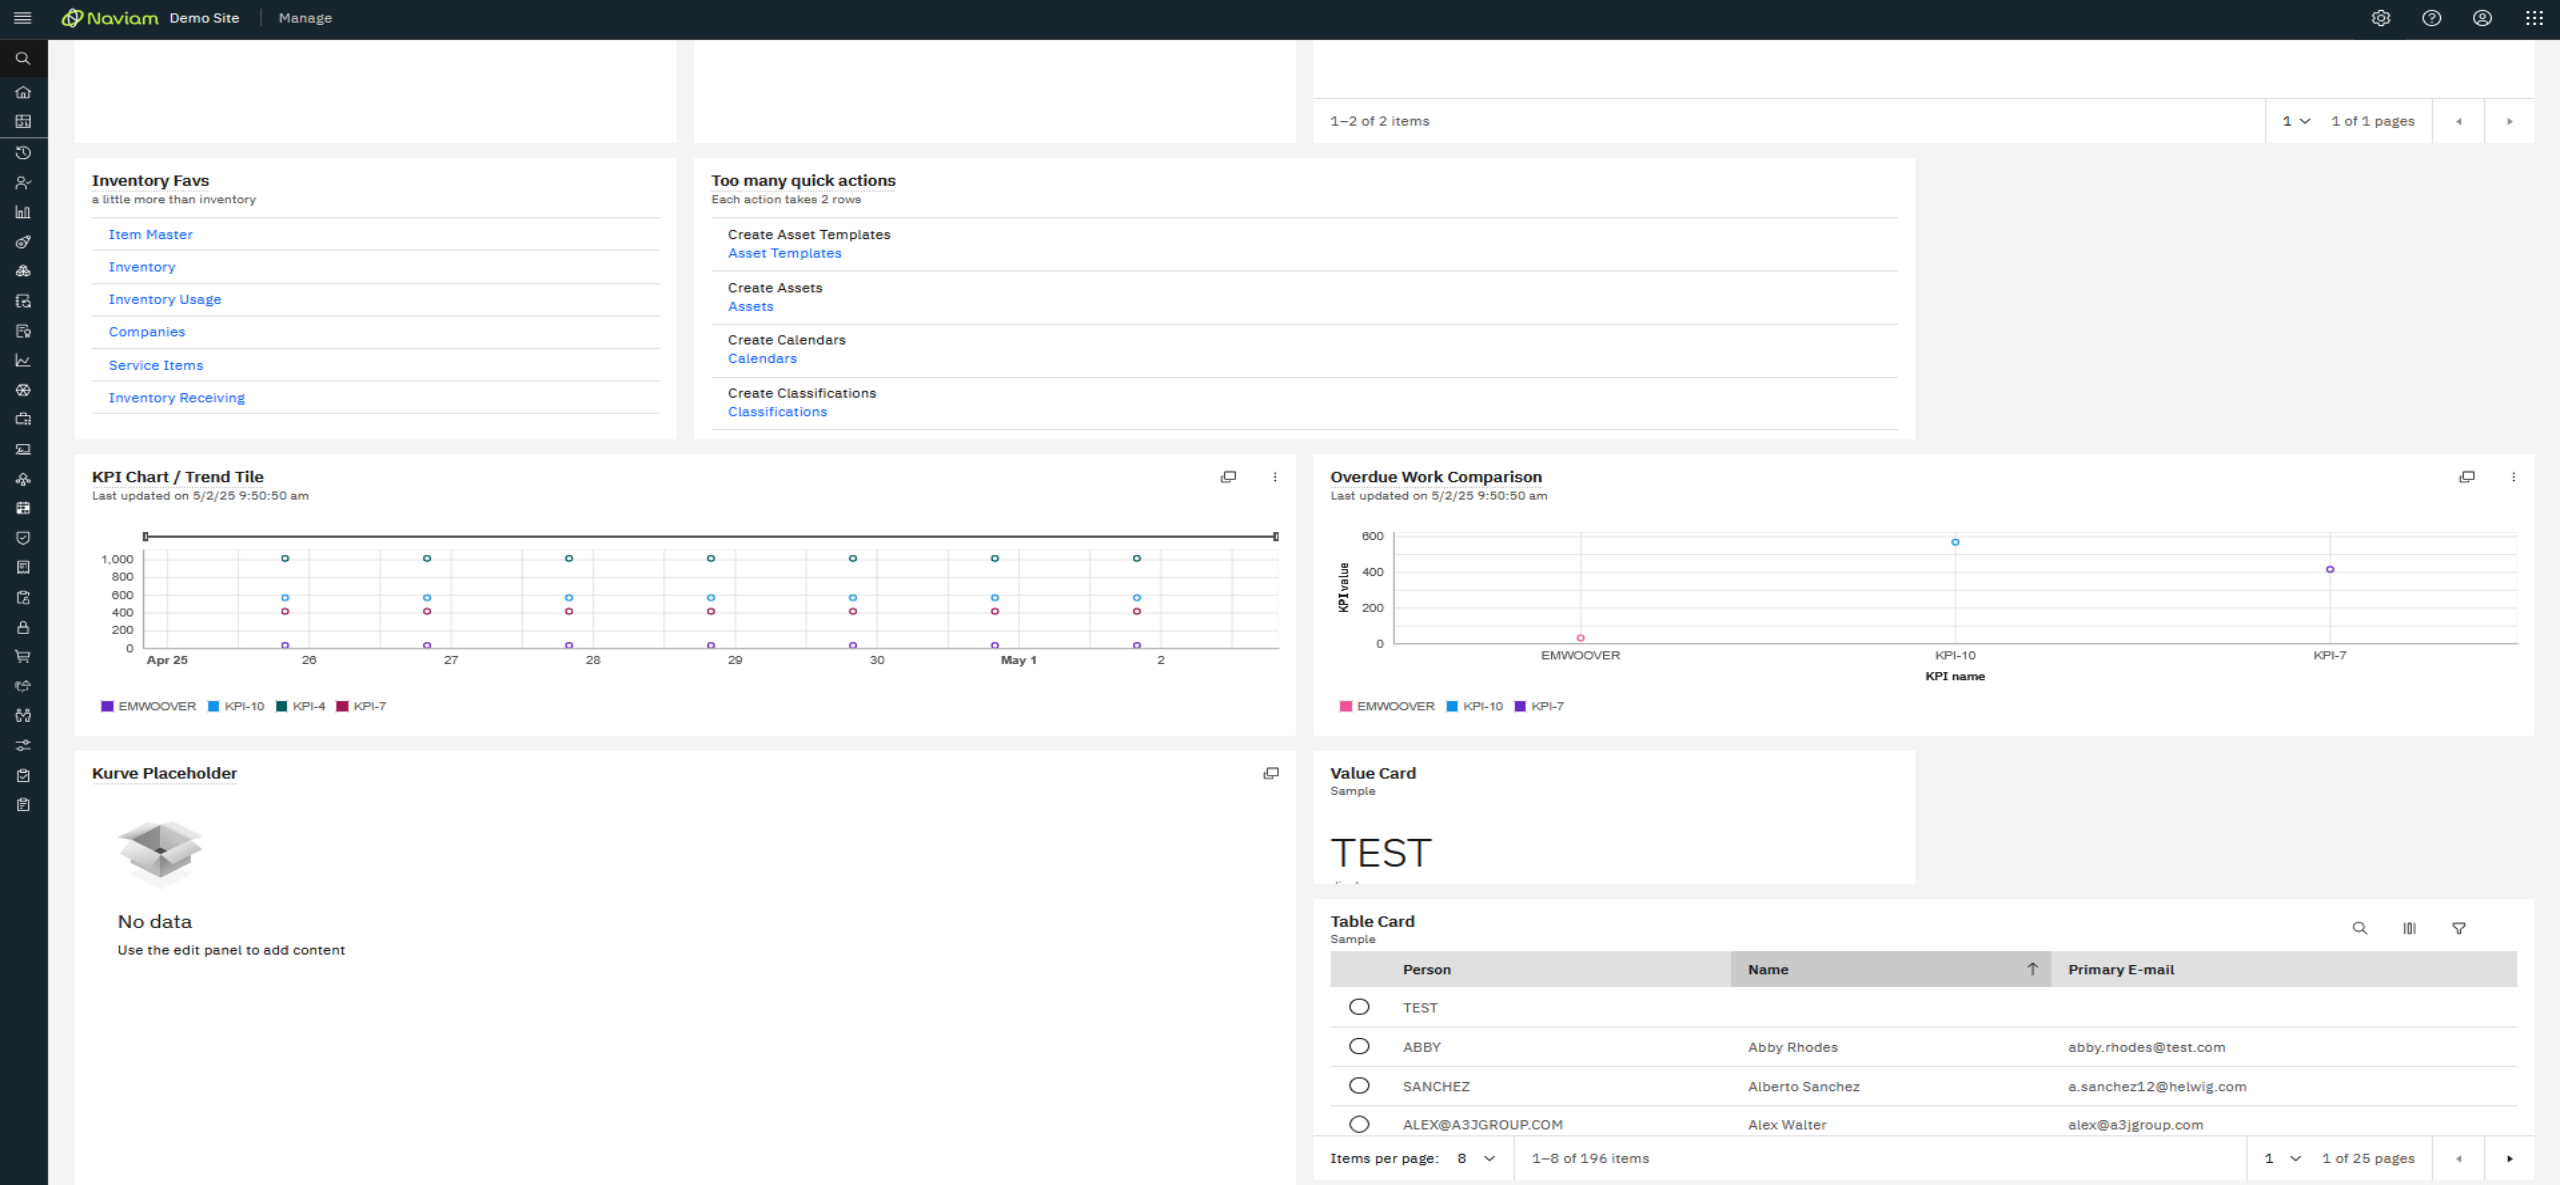 Naviam Demo Site Manage
1–2 of 2 items 1 1 of 1 pages
Inventory Favs
a little more than inventory
Item Master
Inventory
Inventory Usage
Companies
Service Items
Inventory Receiving
Too many quick actions
Each action takes 2 rows
Create Asset Templates
Asset Templates
Create Assets
Assets
Create Calendars
Calendars
Create Classifications
Classifications
KPI Chart / Trend Tile
Last updated on 5/2/25 9:50:50 am
1,000
800
600
400
200
0
Apr 25 26 27 28 29 30 May 1 2
EMWOOVER KPI-10 KPI-4 KPI-7
Overdue Work Comparison
Last updated on 5/2/25 9:50:50 am
KPI value
600
400
200
0
EMWOOVER KPI-10 KPI-7
KPI name
EMWOOVER KPI-10 KPI-7
Kurve Placeholder
No data
Use the edit panel to add content
Value Card
Sample
TEST
Table Card
Sample
Person Name Primary E-mail
TEST
ABBY Abby Rhodes abby.rhodes@test.com
SANCHEZ Alberto Sanchez a.sanchez12@helwig.com
ALEX@A3JGROUP.COM Alex Walter alex@a3jgroup.com
Items per page: 8 1–8 of 196 items 1 1 of 25 pages